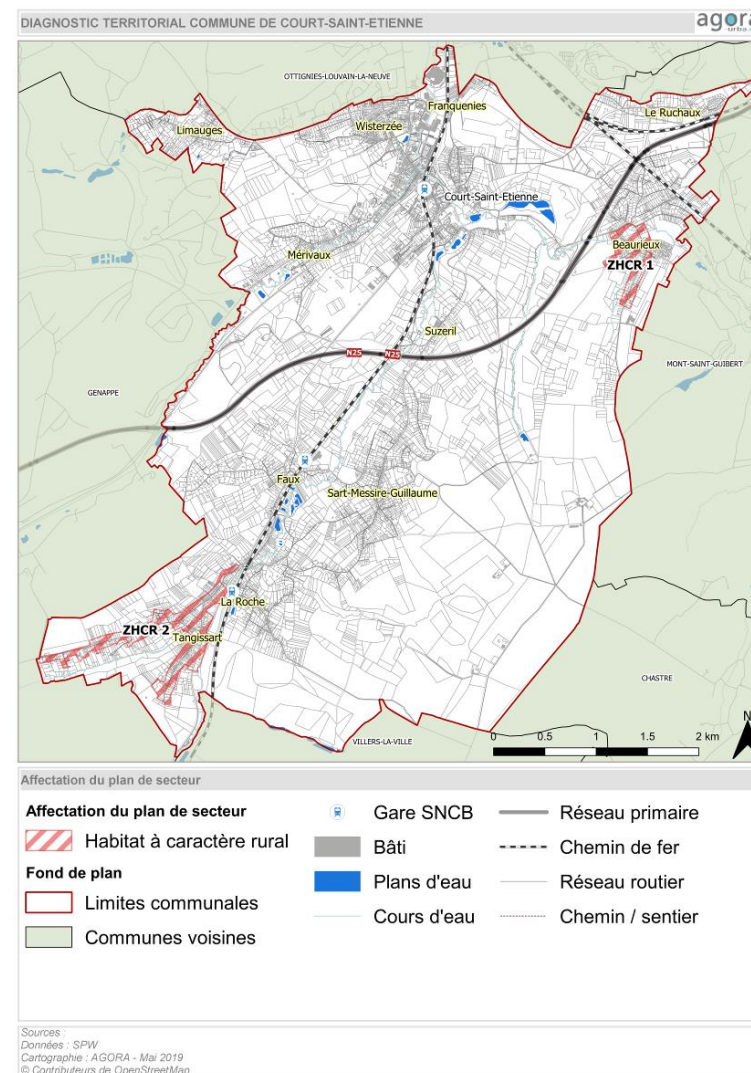 DIAGNOSTIC TERRITORIAL COMMUNE DE COURT-SAINT-ETIENNE
agora
OTTIGNIES-LOUVAIN-LA-NEUVE
Franquenies
Le Ruchaux
Wisterzée
Limauges
Court-Saint-Etienne
Beaurieux
Mérivaux
ZHCR 1
Suzeril
N25
N25
MONT-SAINT-GUIBERT
GENAPPE
Faux
Sart-Messire-Guillaume
La Roche
ZHCR 2
Tangissart
CHASTRE
N
VILLERS-LA-VILLE
0 0.5 1 1.5 2 km
Affectation du plan de secteur
Affectation du plan de secteur
Habitat à caractère rural
Fond de plan
Limites communales
Communes voisines
Gare SNCB
Bâti
Plans d'eau
Cours d'eau
Réseau primaire
Chemin de fer
Réseau routier
Chemin / sentier
Sources :
Données : SPW
Cartographie : AGORA - Mai 2019
© Contributeurs de OpenStreetMap